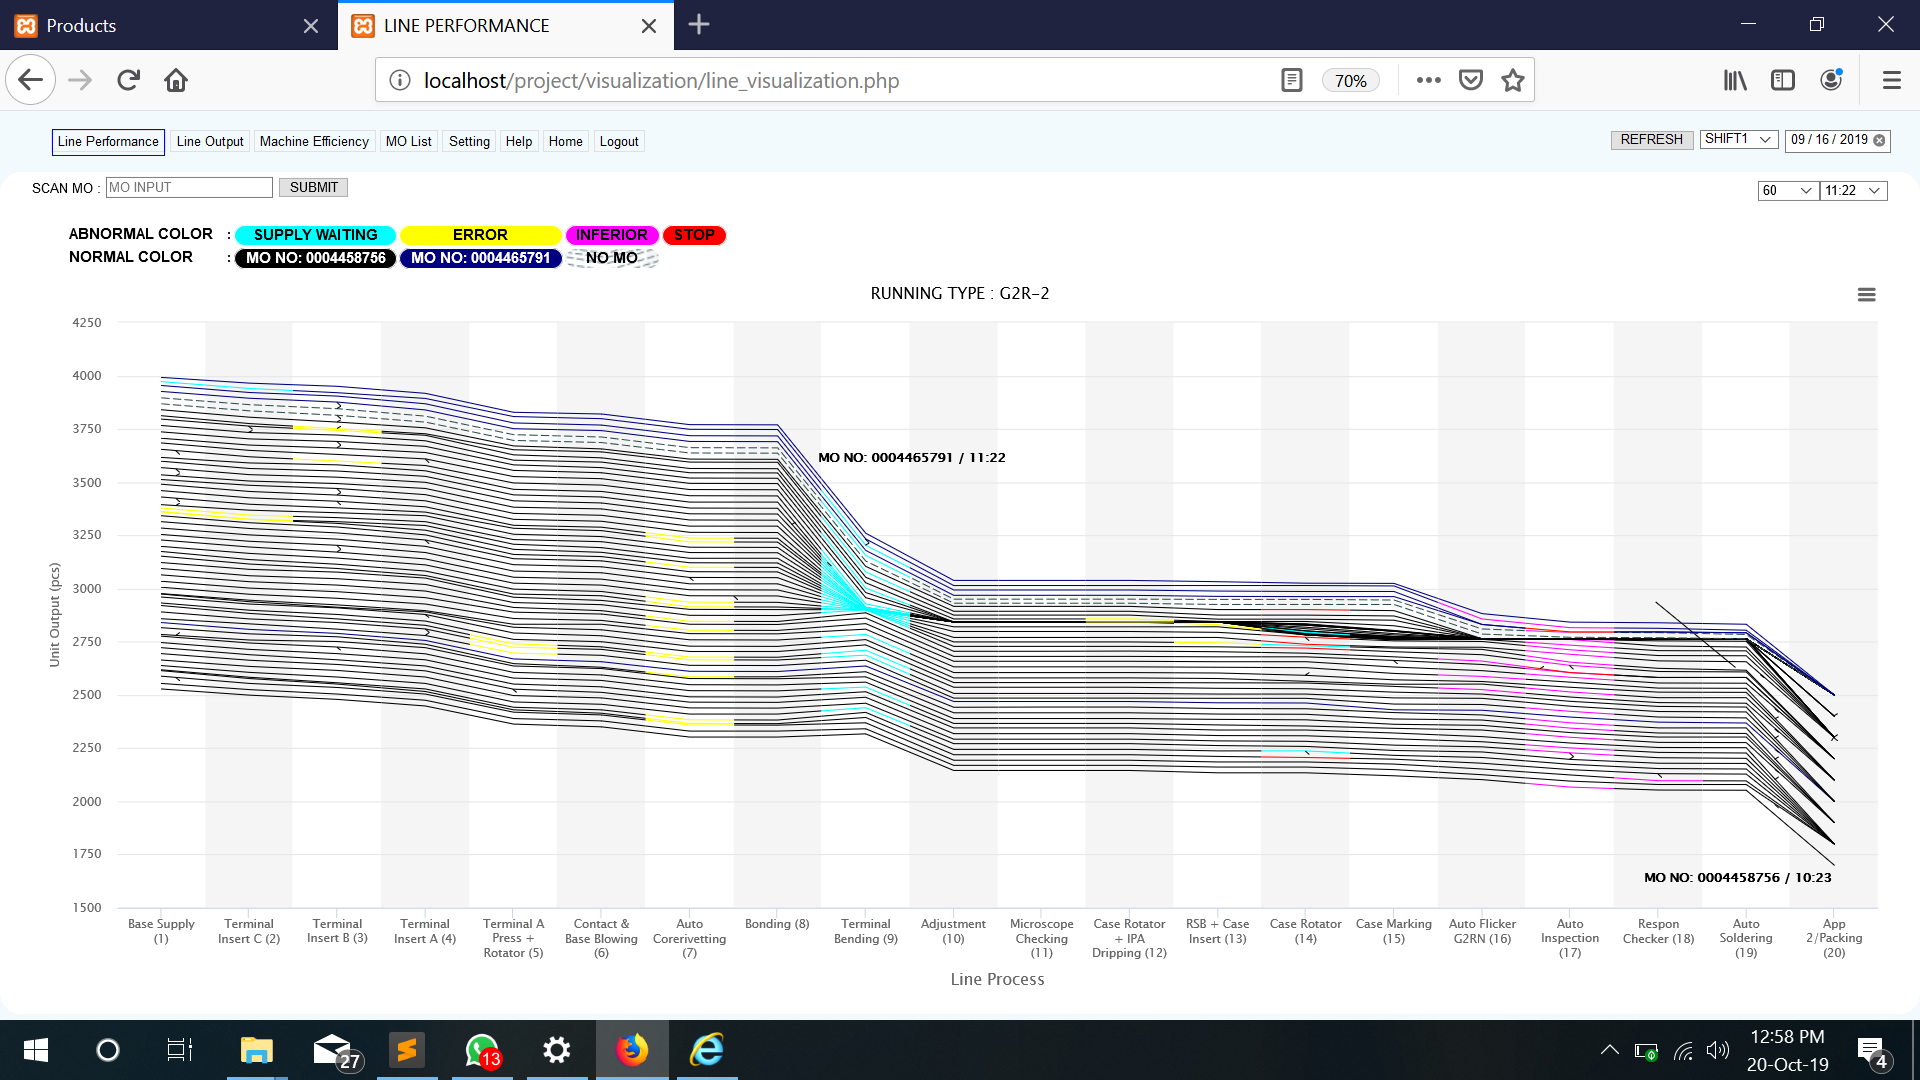 Products
LINE PERFORMANCE
localhost/project/visualization/line_visualization.php
70%
Line Performance
Line Output
Machine Efficiency
MO List
Setting
Help
Home
Logout
REFRESH
SHIFT1
09 / 16 / 2019
SCAN MO :
MO INPUT
SUBMIT
60
11:22
ABNORMAL COLOR : SUPPLY WAITING ERROR INFERIOR STOP
NORMAL COLOR : MO NO: 0004458756 MO NO: 0004465791 NO MO
RUNNING TYPE : G2R-2
4250
4000
3750
3500
3250
3000
2750
2500
2250
2000
1750
1500
Unit Output (pcs)
MO NO: 0004465791 / 11:22
MO NO: 0004458756 / 10:23
Base Supply
(1)
Terminal
Insert C (2)
Terminal
Insert B (3)
Terminal
Insert A (4)
Terminal A
Press +
Rotator (5)
Contact &
Base Blowing
(6)
Auto
Corerivetting
(7)
Bonding (8)
Terminal
Bending (9)
Adjustment
(10)
Microscope
Checking
(11)
Case Rotator
+ IPA
Dripping (12)
RSB + Case
Insert (13)
Case Rotator
(14)
Case Marking
(15)
Auto Flicker
G2RN (16)
Auto
Inspection
(17)
Respon
Checker (18)
Auto
Soldering
(19)
App
2/Packing
(20)
Line Process
27
13
12:58 PM
20-Oct-19
4